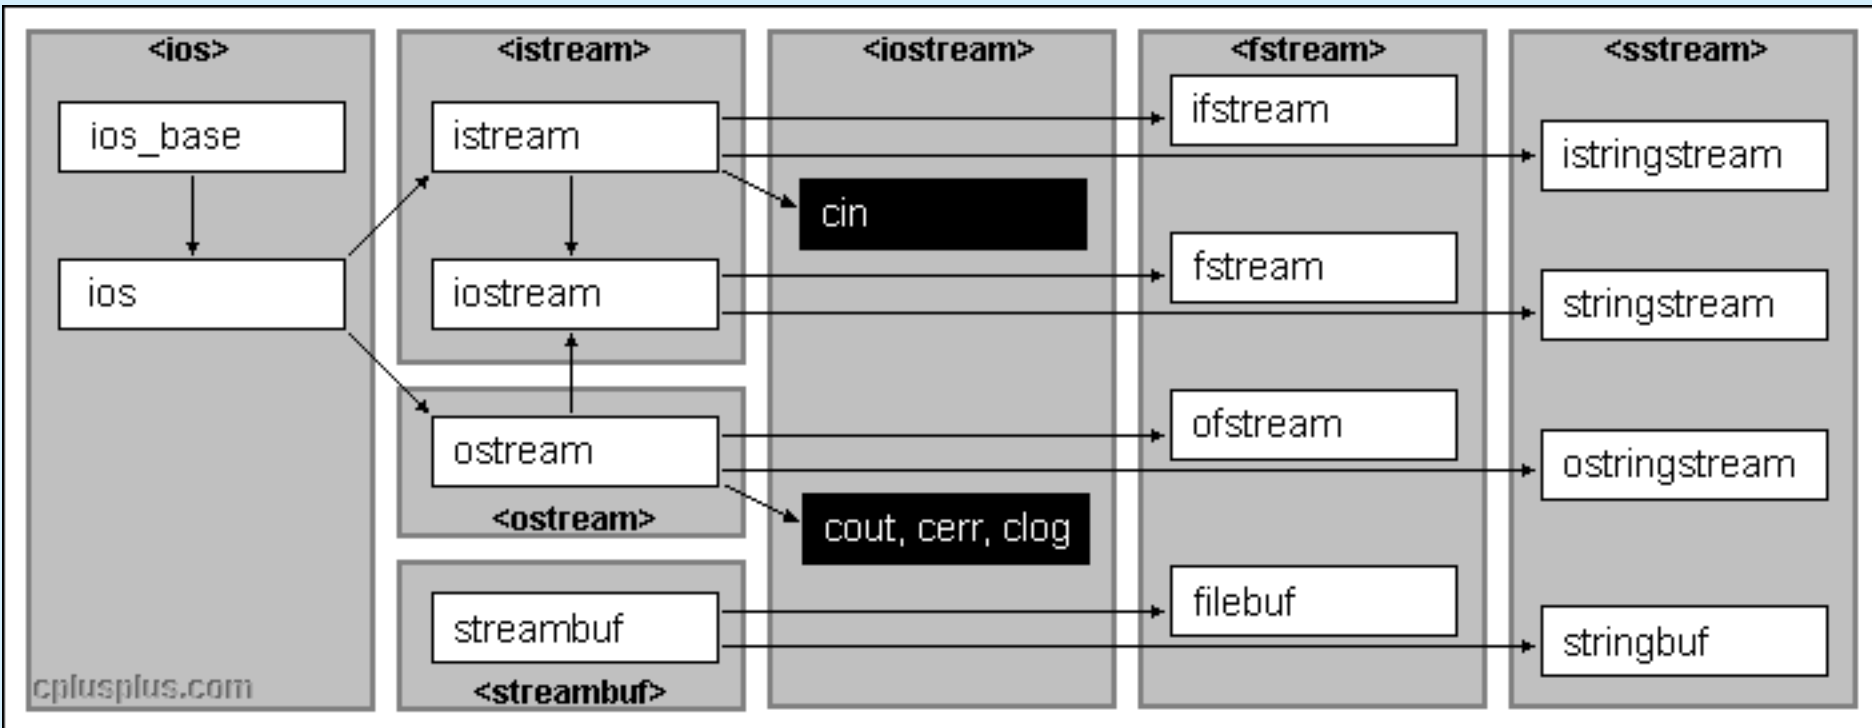 <ios>
ios_base
ios
cplusplus.com
<istream>
istream
iostream
ostream
<ostream>
streambuf
<streambuf>
<iostream>
cin
cout, cerr, clog
<fstream>
ifstream
fstream
ofstream
filebuf
<sstream>
istringstream
stringstream
ostringstream
stringbuf